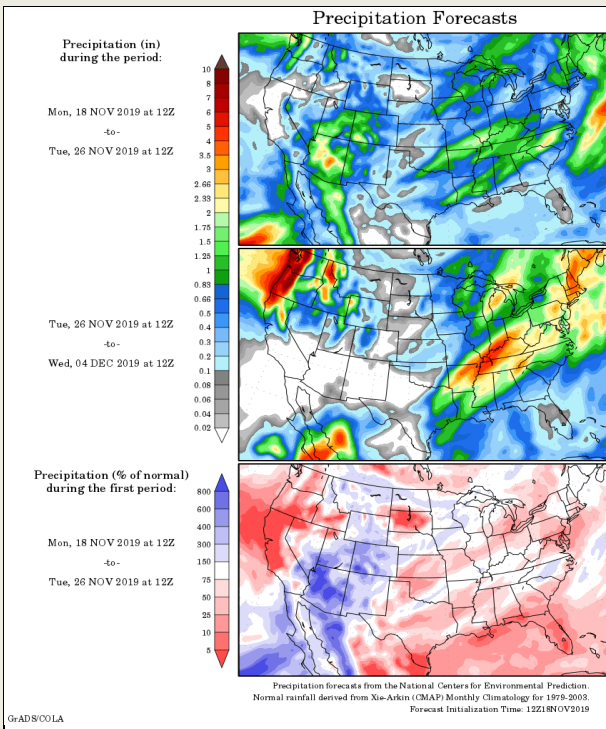 Precipitation Forecasts
Precipitation (in)
during the period:
Mon, 18 NOV 2019 at 12Z
-to-
Tue, 26 NOV 2019 at 12Z
10
8
7
6
5
4
3.5
3
2.66
2.33
2
1.75
1.5
1.25
1
0.83
0.66
0.5
0.4
0.3
0.2
0.1
0.08
0.06
0.04
0.02
Tue, 26 NOV 2019 at 12Z
-to-
Wed, 04 DEC 2019 at 12Z
Precipitation (% of normal)
during the first period:
Mon, 18 NOV 2019 at 12Z
-to-
Tue, 26 NOV 2019 at 12Z
800
600
400
300
150
75
50
25
10
5
Precipitation forecasts from the National Centers for Environmental Prediction.
Normal rainfall derived from Xie-Arkin (CMAP) Monthly Climatology for 1979-2003.
Forecast Initialization Time: 12Z18NOV2019
GrADS/COLA